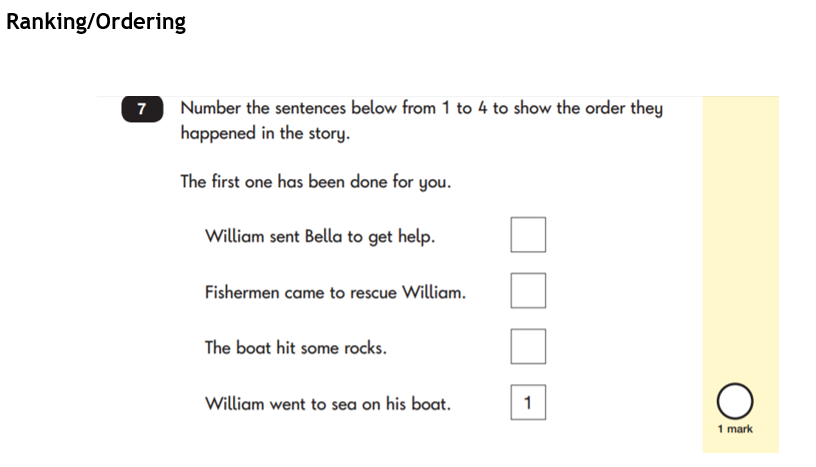 Ranking/Ordering
7 Number the sentences below from 1 to 4 to show the order they
happened in the story.
The first one has been done for you.
William sent Bella to get help.
Fishermen came to rescue William.
The boat hit some rocks.
William went to sea on his boat. 1
1 mark